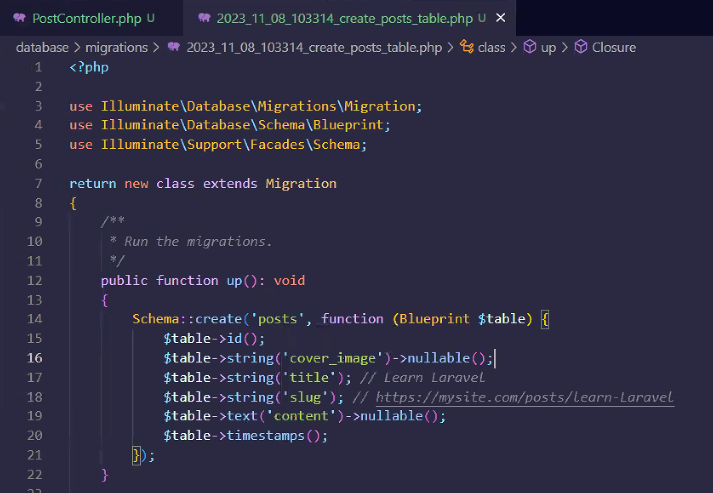 PostController.php U
2023_11_08_103314_create_posts_table.php U ×
database > migrations > 2023_11_08_103314_create_posts_table.php > class > up > Closure
1 <?php
2
3 use Illuminate\Database\Migrations\Migration;
4 use Illuminate\Database\Schema\Blueprint;
5 use Illuminate\Support\Facades\Schema;
6
7 return new class extends Migration
8 {
9 /**
10 * Run the migrations.
11 */
12 public function up(): void
13 {
14 Schema::create('posts', function (Blueprint $table) {
15 $table->id();
16 $table->string('cover_image')->nullable();
17 $table->string('title'); // Learn Laravel
18 $table->string('slug'); // https://mysite.com/posts/learn-Laravel
19 $table->text('content')->nullable();
20 $table->timestamps();
21 });
22 }